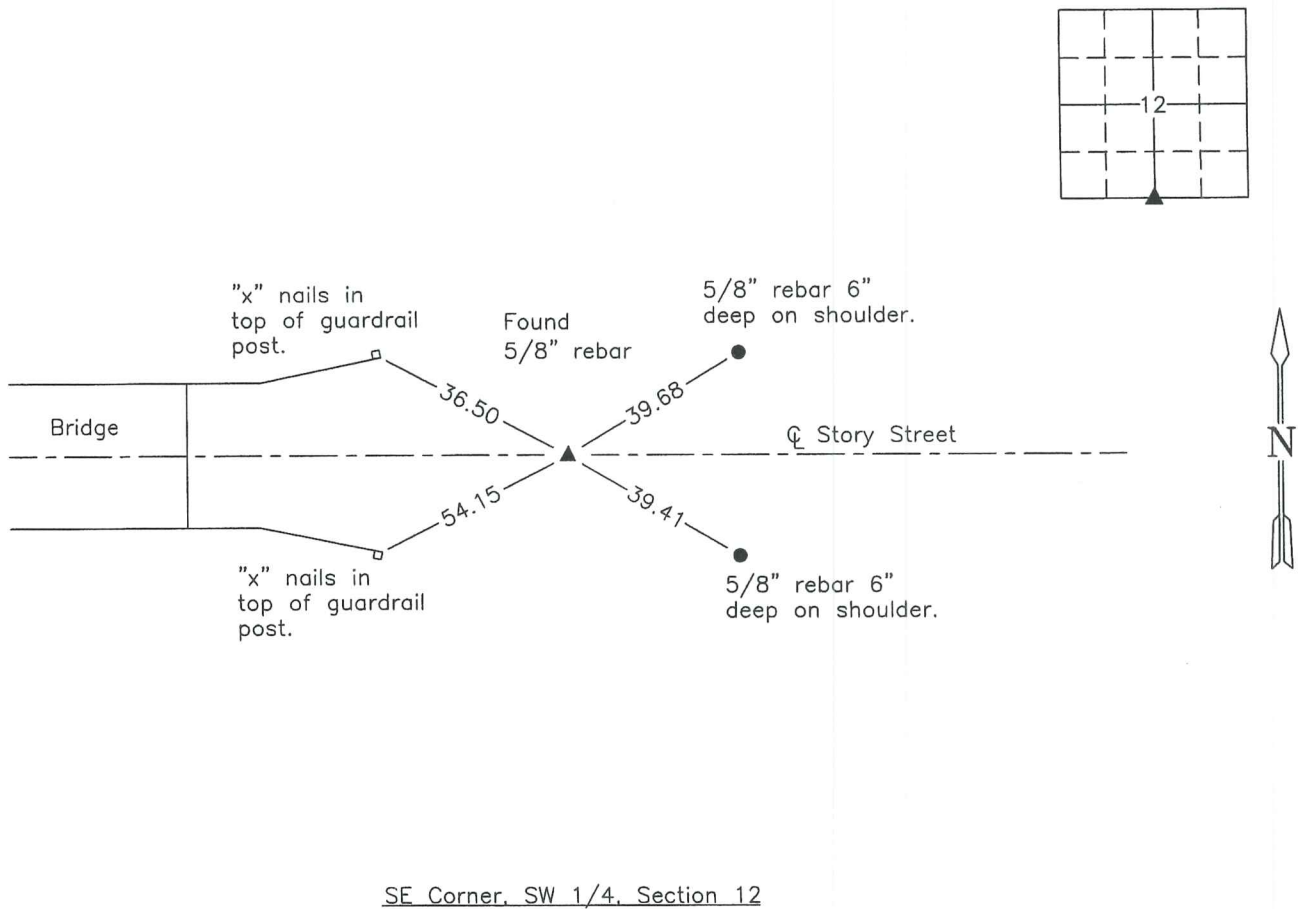 12
"x" nails in
top of guardrail
post.
Found
5/8" rebar
5/8" rebar 6"
deep on shoulder.
36.50
39.68
Bridge
℄ Story Street
N
54.15
39.41
"x" nails in
top of guardrail
post.
5/8" rebar 6"
deep on shoulder.
SE Corner, SW 1/4, Section 12